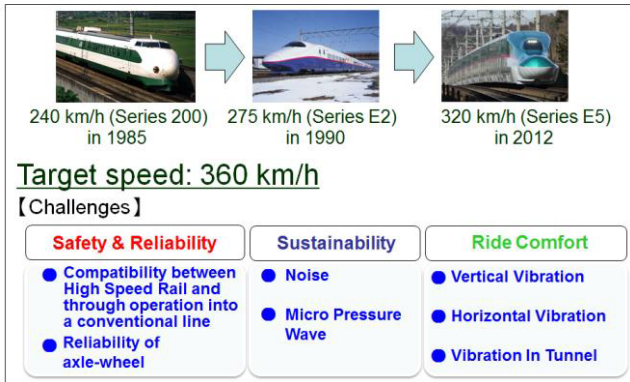 240 km/h (Series 200)
in 1985
275 km/h (Series E2)
in 1990
320 km/h (Series E5)
in 2012
Target speed: 360 km/h
【Challenges】
Safety & Reliability
Compatibility between
High Speed Rail and
through operation into
a conventional line
Reliability of
axle-wheel
Sustainability
Noise
Micro Pressure
Wave
Ride Comfort
Vertical Vibration
Horizontal Vibration
Vibration In Tunnel